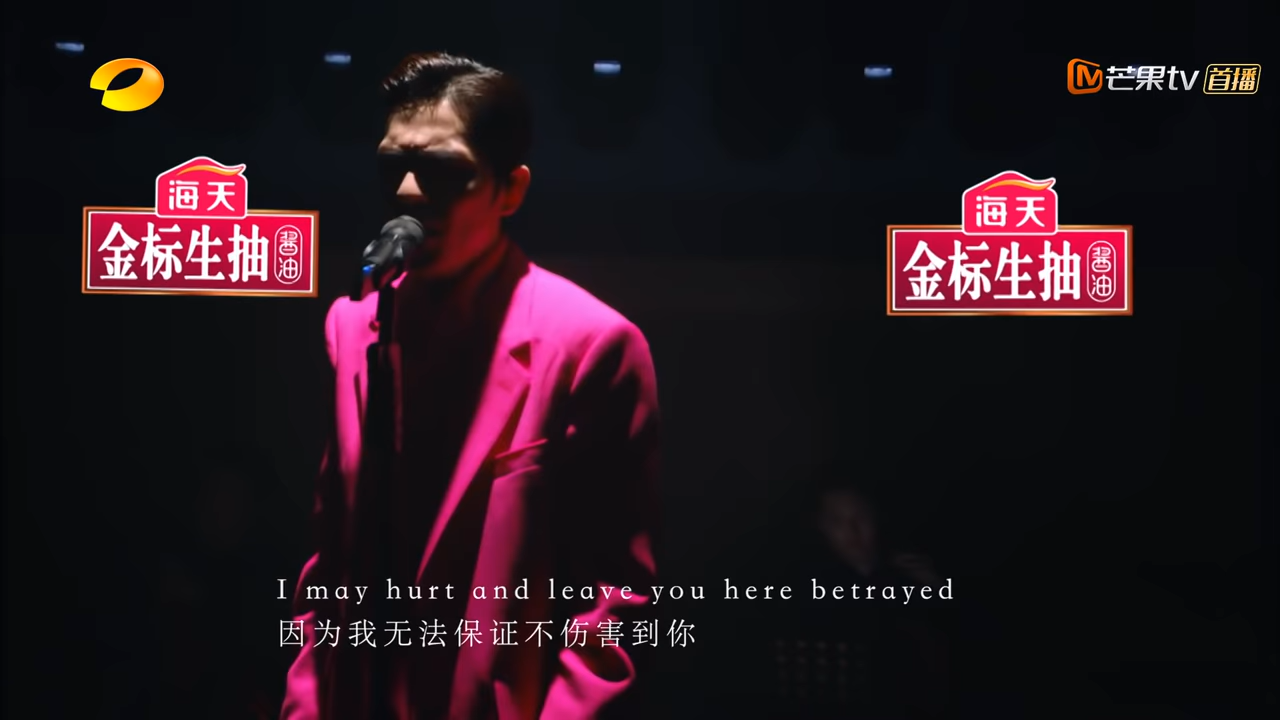 芒果tv 首播
海天
金标生抽 酱油
海天
金标生抽 酱油
I may hurt and leave you here betrayed
因为我无法保证不伤害到你